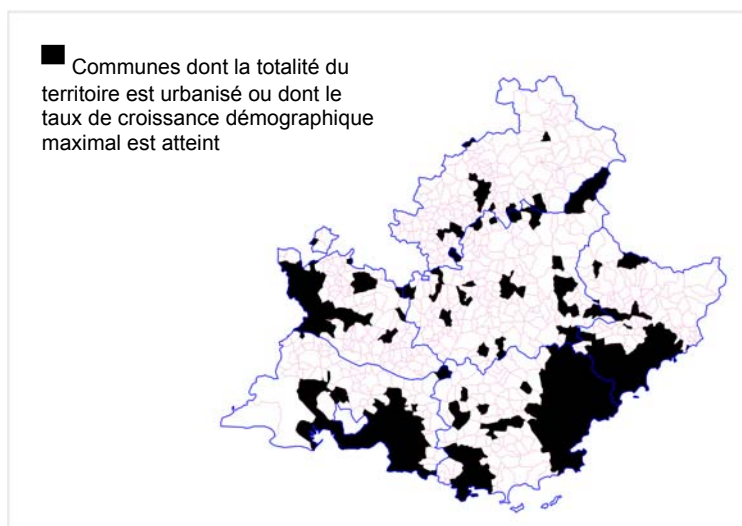 Communes dont la totalité du
territoire est urbanisé ou dont le
taux de croissance démographique
maximal est atteint